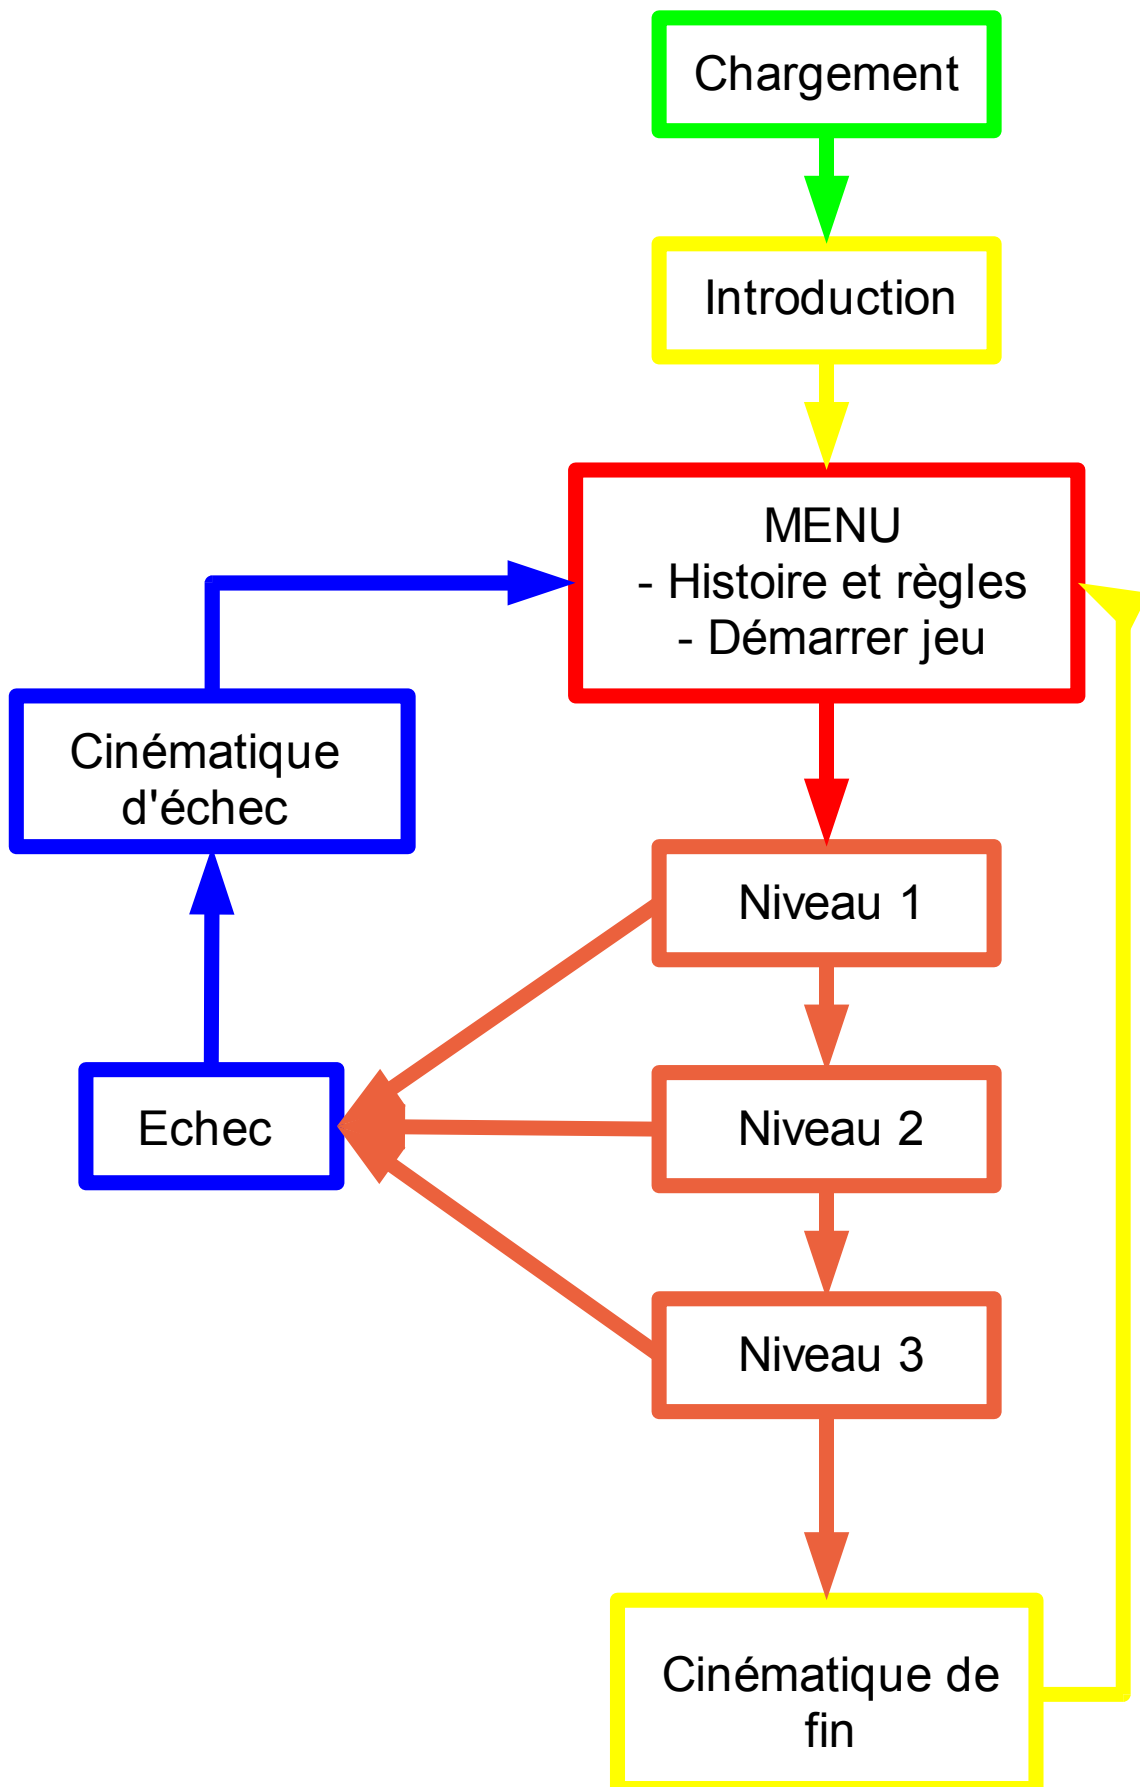 Chargement
Introduction
MENU
- Histoire et règles
- Démarrer jeu
Cinématique
d'échec
Niveau 1
Echec
Niveau 2
Niveau 3
Cinématique de
fin